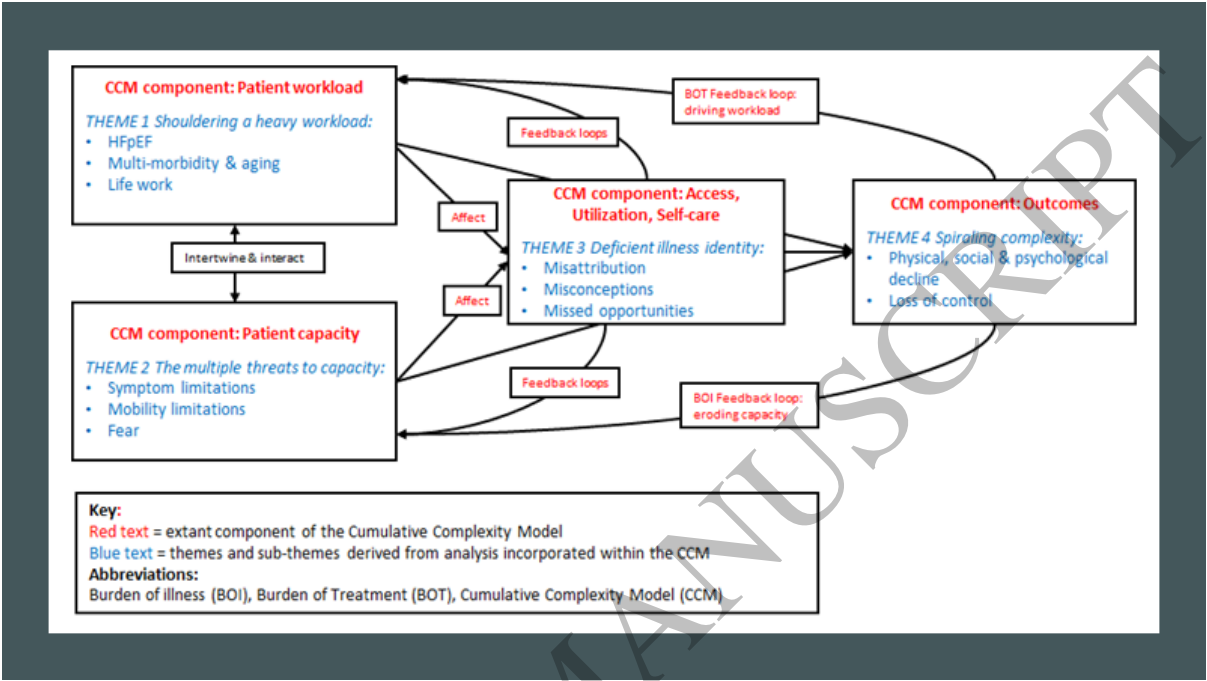 CCM component: Patient workload
THEME 1 Shouldering a heavy workload:
• HFpEF
• Multi-morbidity & aging
• Life work
Intertwine & interact
CCM component: Patient capacity
THEME 2 The multiple threats to capacity:
• Symptom limitations
• Mobility limitations
• Fear
Feedback loops
Affect
Affect
Feedback loops
CCM component: Access,
Utilization, Self-care
THEME 3 Deficient illness identity:
• Misattribution
• Misconceptions
• Missed opportunities
BOT Feedback loop:
driving workload
BOI Feedback loop:
eroding capacity
CCM component: Outcomes
THEME 4 Spiraling complexity:
• Physical, social & psychological
decline
• Loss of control
Key:
Red text = extant component of the Cumulative Complexity Model
Blue text = themes and sub-themes derived from analysis incorporated within the CCM
Abbreviations:
Burden of illness (BOI), Burden of Treatment (BOT), Cumulative Complexity Model (CCM)
MANUSCRIPT